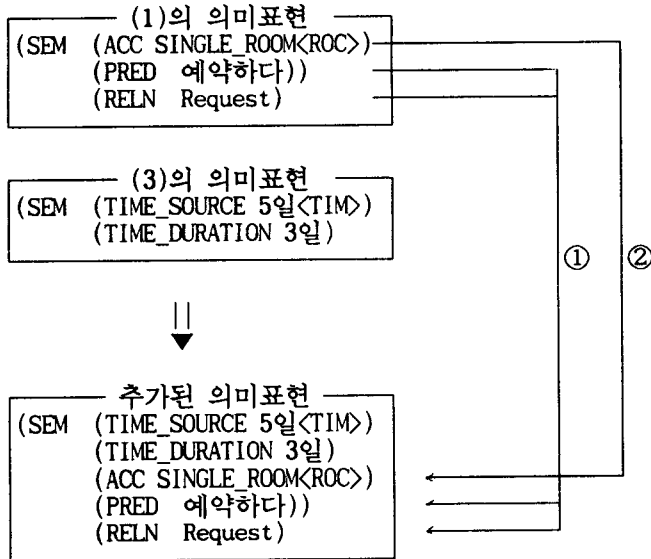 (1)의 의미표현
(SEM (ACC SINGLE_ROOM<ROC>)
(PRED 예약하다))
(RELN Request)
(3)의 의미표현
(SEM (TIME_SOURCE 5일<TIM>)
(TIME_DURATION 3일)
① ②
추가된 의미표현
(SEM (TIME_SOURCE 5일<TIM>)
(TIME_DURATION 3일)
(ACC SINGLE_ROOM<ROC>)
(PRED 예약하다))
(RELN Request)